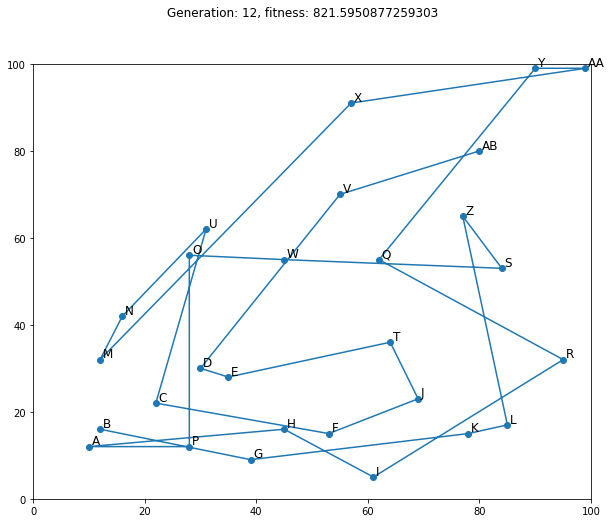 Generation: 12, fitness: 821.5950877259303
100
80
60
40
20
0
0 20 40 60 80 100
Y AA
X
AB
V
Z
U
O W Q S
N
T
M R
D E
C J
B H F K L
A P G
I